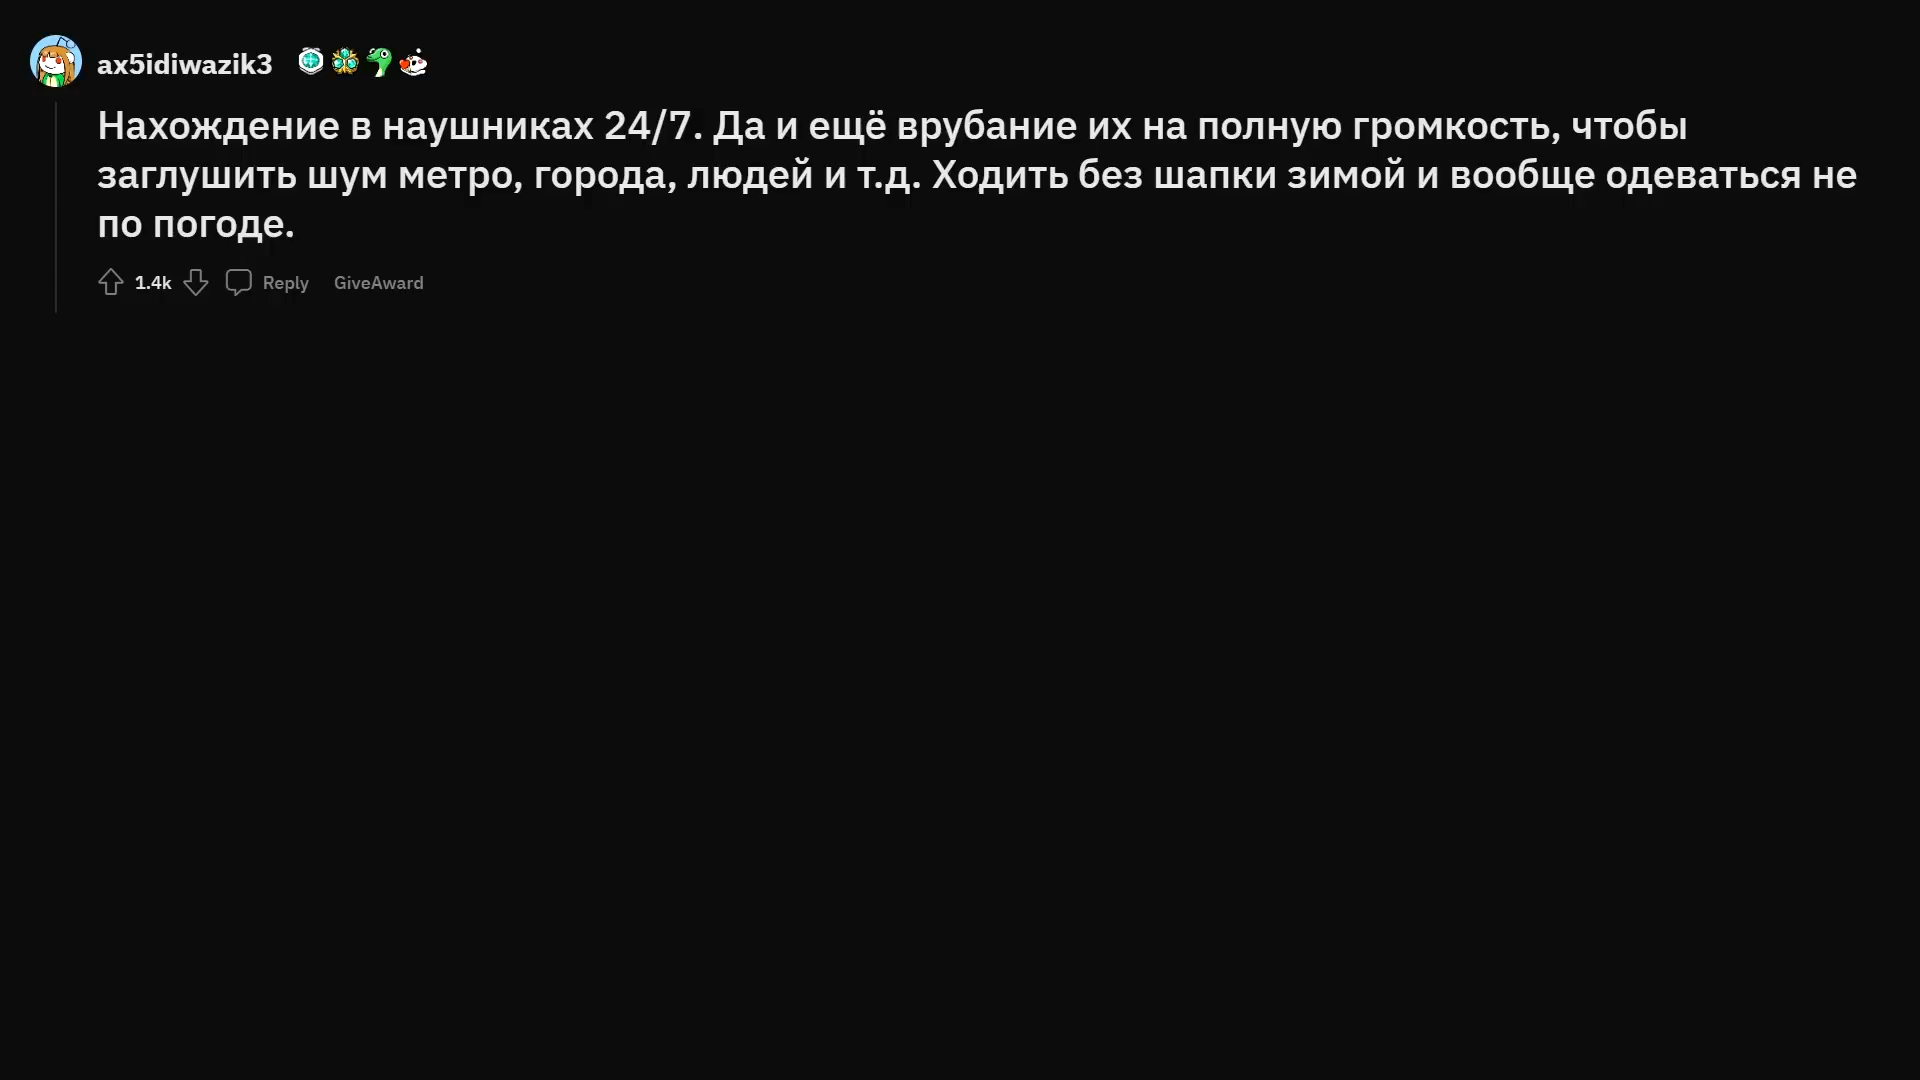 ax5idiwazik3
Нахождение в наушниках 24/7. Да и ещё врубание их на полную громкость, чтобы
заглушить шум метро, города, людей и т.д. Ходить без шапки зимой и вообще одеваться не
по погоде.
1.4k Reply GiveAward